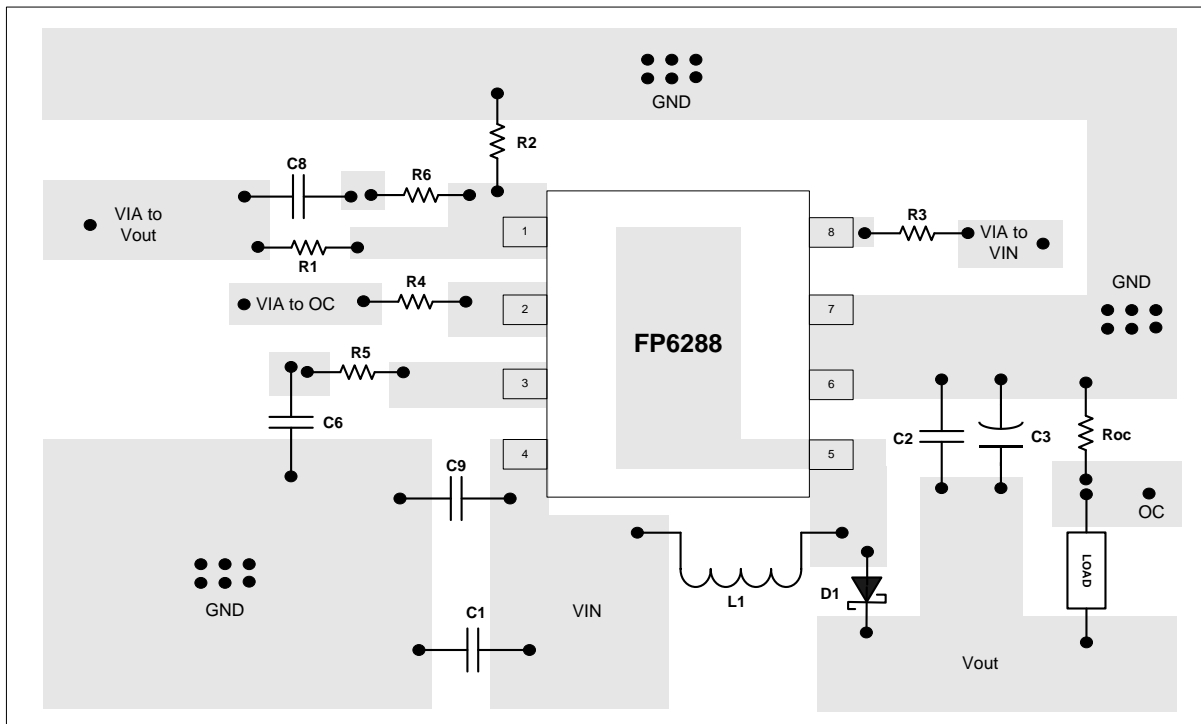 GND
R2
C8
R6
VIA to
Vout
R1
1
8
R3
VIA to
VIN
VIA to OC
R4
2
7
GND
FP6288
R5
3
6
C6
C2
C3
Roc
4
5
C9
OC
LOAD
GND
C1
VIN
L1
D1
Vout